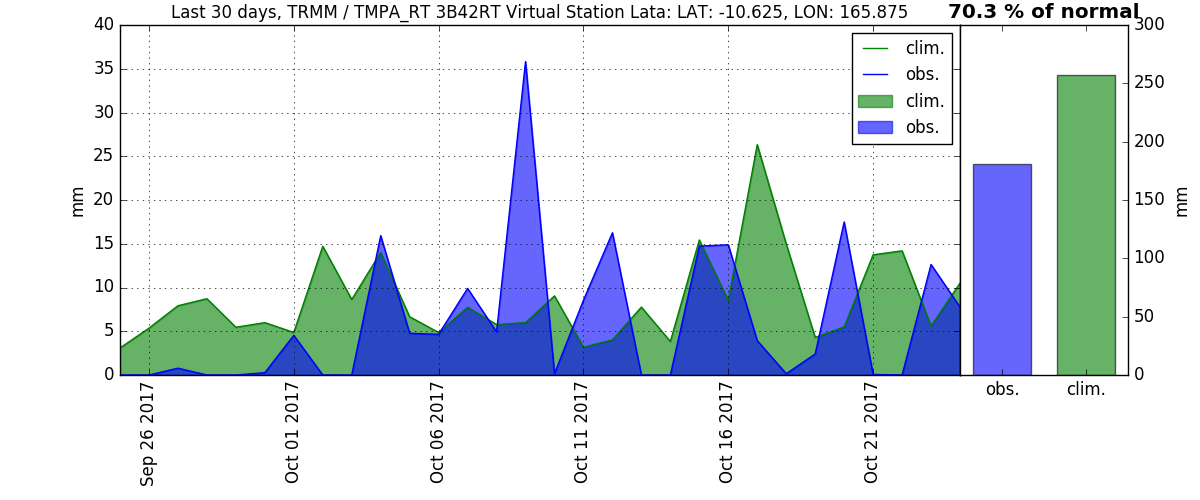 Last 30 days, TRMM / TMPA_RT 3B42RT Virtual Station Lata: LAT: -10.625, LON: 165.875
70.3 % of normal
40
35
30
25
20
15
10
5
0
mm
clim.
obs.
clim.
obs.
Sep 26 2017
Oct 01 2017
Oct 06 2017
Oct 11 2017
Oct 16 2017
Oct 21 2017
300
250
200
150
100
50
0
mm
obs.
clim.